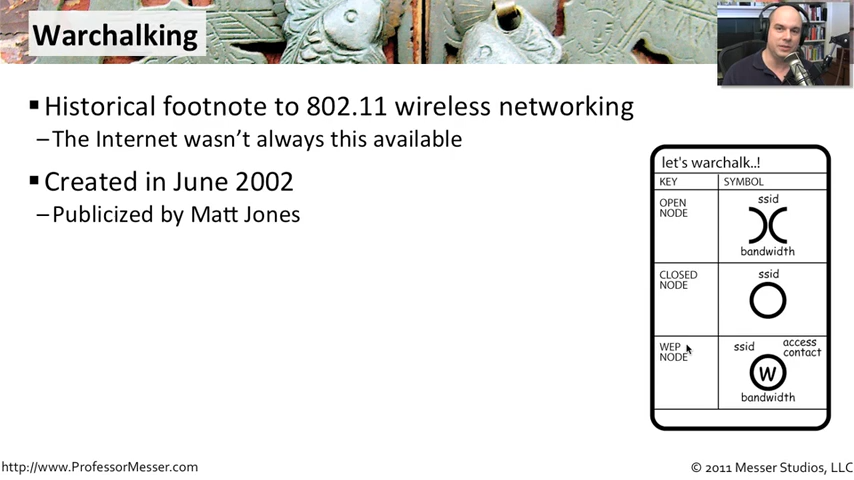 Warchalking
Historical footnote to 802.11 wireless networking
–The Internet wasn't always this available
Created in June 2002
–Publicized by Matt Jones
let's warchalk..!
KEY SYMBOL
OPEN
NODE
ssid
bandwidth
CLOSED
NODE
ssid
WEP
NODE
ssid
access
contact
W
bandwidth
http://www.ProfessorMesser.com
© 2011 Messer Studios, LLC